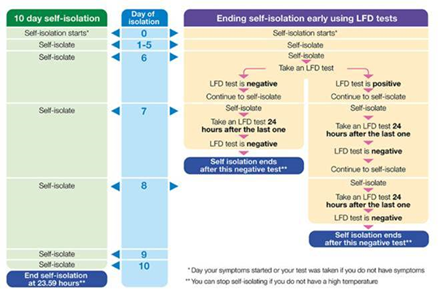 10 day self-isolation
Day of
isolation
Ending self-isolation early using LFD tests
Self-isolation starts*
0
Self-isolation starts*
Self-isolate
1-5
Self-isolate
Self-isolate
6
Self-isolate
Take an LFD test
LFD test is negative
Continue to self-isolate
LFD test is positive
Continue to self-isolate
Self-isolate
7
Self-isolate
Take an LFD test 24
hours after the last one
LFD test is negative
Self isolation ends
after this negative test**
Self-isolate
Take an LFD test 24
hours after the last one
LFD test is negative
Continue to self-isolate
Self-isolate
8
Self-isolate
Take an LFD test 24
hours after the last one
LFD test is negative
Self isolation ends
after this negative test**
Self-isolate
9
Self-isolate
10
End self-isolation
at 23.59 hours**
* Day your symptoms started or your test was taken if you do not have symptoms
** You can stop self-isolating if you do not have a high temperature